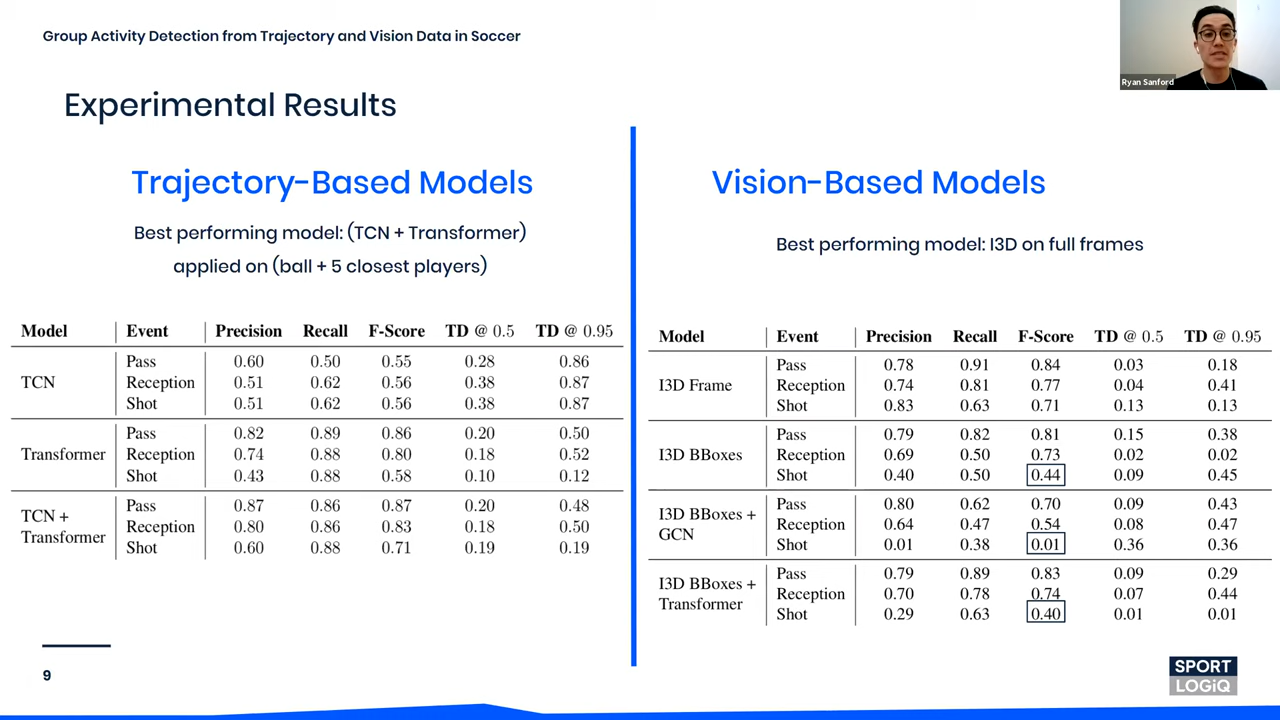 Group Activity Detection from Trajectory and Vision Data in Soccer
Ryan Sanford
Experimental Results
Trajectory-Based Models
Best performing model: (TCN + Transformer)
applied on (ball + 5 closest players)
Model Event Precision Recall F-Score TD @ 0.5 TD @ 0.95
TCN
Pass 0.60 0.50 0.55 0.28 0.86
Reception 0.51 0.62 0.56 0.38 0.87
Shot 0.51 0.62 0.56 0.38 0.87
Transformer
Pass 0.82 0.89 0.86 0.20 0.50
Reception 0.74 0.88 0.80 0.18 0.52
Shot 0.43 0.88 0.58 0.10 0.12
TCN +
Transformer
Pass 0.87 0.86 0.87 0.20 0.48
Reception 0.80 0.86 0.83 0.18 0.50
Shot 0.60 0.88 0.71 0.19 0.19
Vision-Based Models
Best performing model: I3D on full frames
Model Event Precision Recall F-Score TD @ 0.5 TD @ 0.95
I3D Frame
Pass 0.78 0.91 0.84 0.03 0.18
Reception 0.74 0.81 0.77 0.04 0.41
Shot 0.83 0.63 0.71 0.13 0.13
I3D BBoxes
Pass 0.79 0.82 0.81 0.15 0.38
Reception 0.69 0.50 0.73 0.02 0.02
Shot 0.40 0.50 0.44 0.09 0.45
I3D BBoxes +
GCN
Pass 0.80 0.62 0.70 0.09 0.43
Reception 0.64 0.47 0.54 0.08 0.47
Shot 0.01 0.38 0.01 0.36 0.36
I3D BBoxes +
Transformer
Pass 0.79 0.89 0.83 0.09 0.29
Reception 0.70 0.78 0.74 0.07 0.44
Shot 0.29 0.63 0.40 0.01 0.01
9
SPORT
LOGiQ